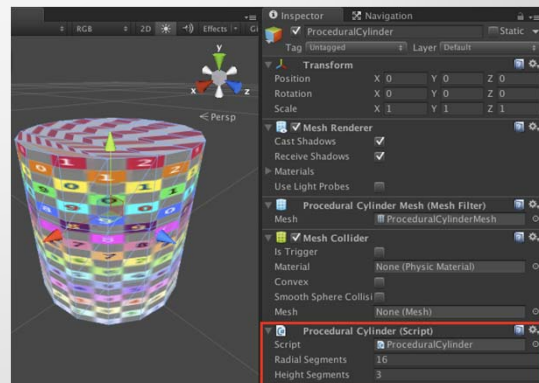 RGB 2D Effects Gi
y
x z
Persp
Inspector Navigation
ProceduralCylinder Static
Tag Untagged Layer Default
Transform
Position X 0 Y 0 Z 0
Rotation X 0 Y 0 Z 0
Scale X 1 Y 1 Z 1
Mesh Renderer
Cast Shadows
Receive Shadows
Materials
Use Light Probes
Procedural Cylinder Mesh (Mesh Filter)
Mesh ProceduralCylinderMesh
Mesh Collider
Is Trigger
Material None (Physic Material)
Convex
Smooth Sphere Collisi
Mesh None (Mesh)
Procedural Cylinder (Script)
Script ProceduralCylinder
Radial Segments 16
Height Segments 3